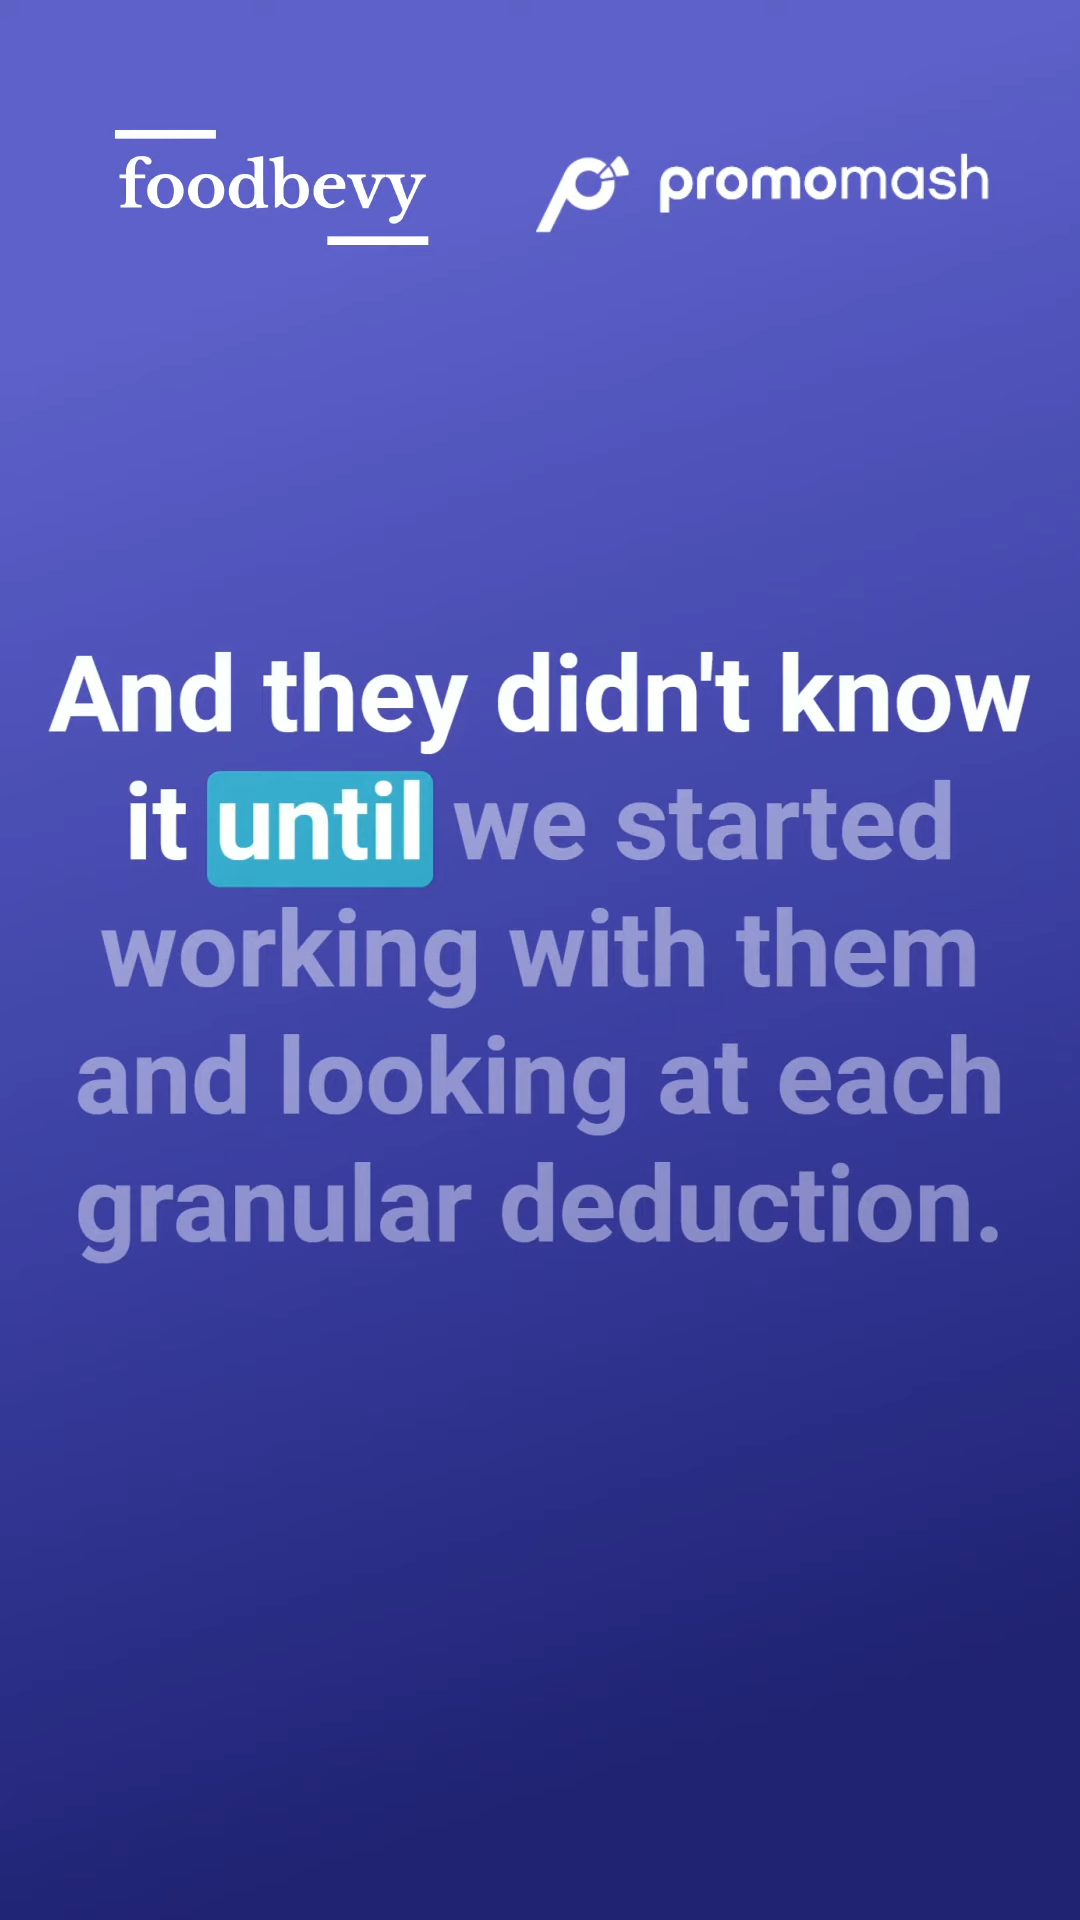 foodbevy
promomash
And they didn't know
it until we started
working with them
and looking at each
granular deduction.